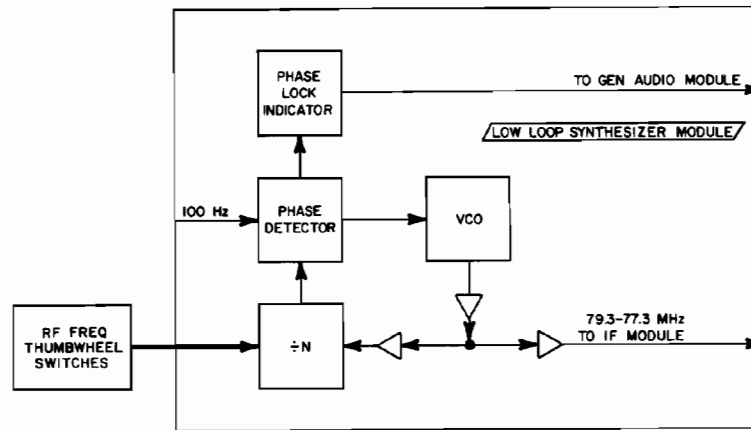 PHASE
LOCK
INDICATOR
TO GEN AUDIO MODULE
LOW LOOP SYNTHESIZER MODULE
100 Hz
PHASE
DETECTOR
VCO
RF FREQ
THUMBWHEEL
SWITCHES
÷N
79.3-77.3 MHz
TO IF MODULE